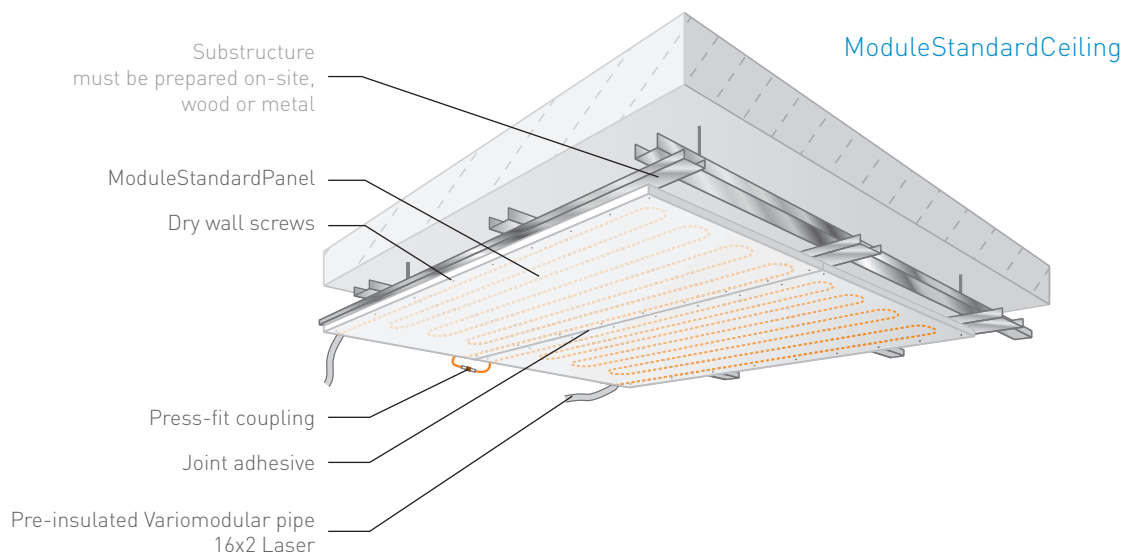 ModuleStandardCeiling
Substructure
must be prepared on-site,
wood or metal
ModuleStandardPanel
Dry wall screws
Press-fit coupling
Joint adhesive
Pre-insulated Variomodular pipe
16x2 Laser